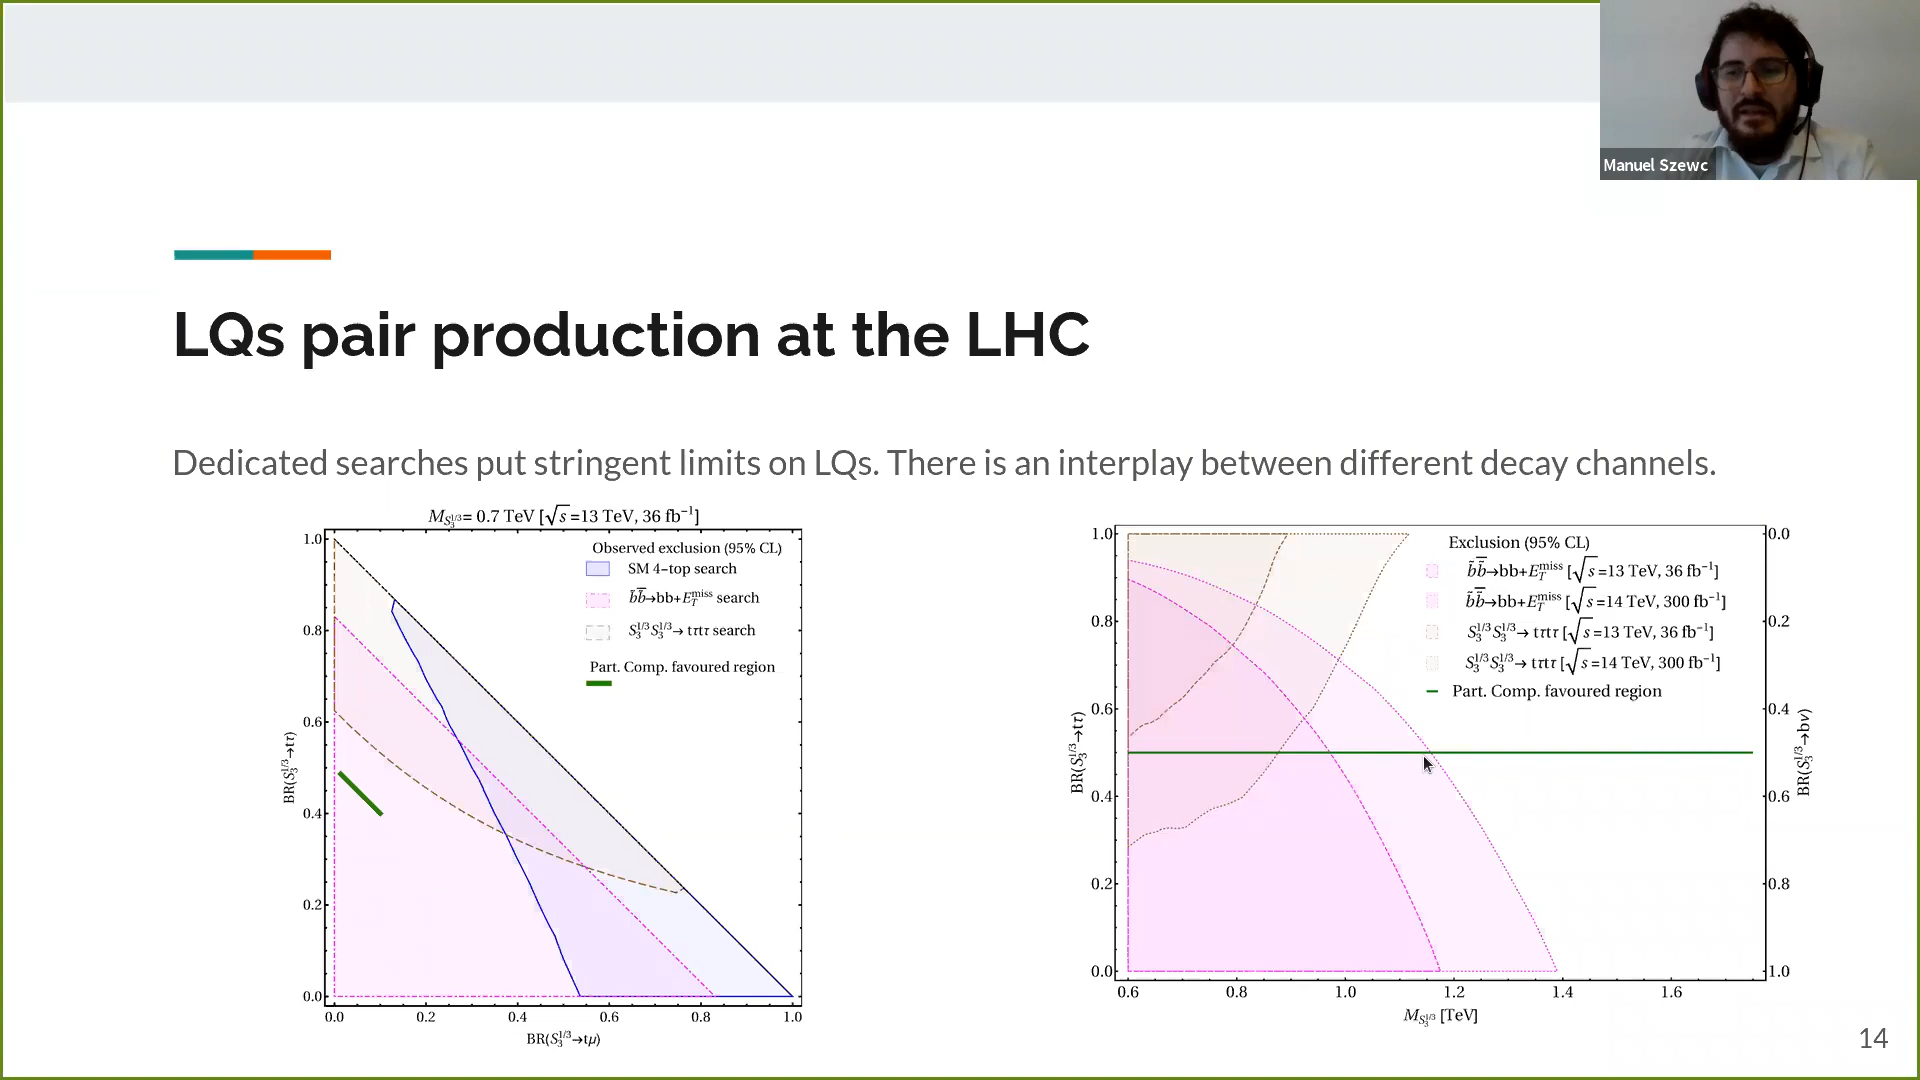 Manuel Szewc
LQs pair production at the LHC
Dedicated searches put stringent limits on LQs. There is an interplay between different decay channels.
M_{S_3^{1/3}}= 0.7 TeV [√s=13 TeV, 36 fb⁻¹]
Observed exclusion (95% CL)
SM 4-top search
b̃b̃̄→bb+E_T^miss search
S_3^{1/3}S_3^{1/3}→ tτtτ search
Part. Comp. favoured region
BR(S_3^{1/3}→tτ)
1.0
0.8
0.6
0.4
0.2
0.0
0.0 0.2 0.4 0.6 0.8 1.0
BR(S_3^{1/3}→tμ)
Exclusion (95% CL)
b̃b̃̄→bb+E_T^miss [√s=13 TeV, 36 fb⁻¹]
b̃b̃̄→bb+E_T^miss [√s=14 TeV, 300 fb⁻¹]
S_3^{1/3}S_3^{1/3}→ tτtτ [√s=13 TeV, 36 fb⁻¹]
S_3^{1/3}S_3^{1/3}→ tτtτ [√s=14 TeV, 300 fb⁻¹]
Part. Comp. favoured region
BR(S_3^{1/3}→tτ)
1.0
0.8
0.6
0.4
0.2
0.0
0.0
0.2
0.4
0.6
0.8
1.0
BR(S_3^{1/3}→bν)
0.6 0.8 1.0 1.2 1.4 1.6
M_{S_3^{1/3}} [TeV]
14